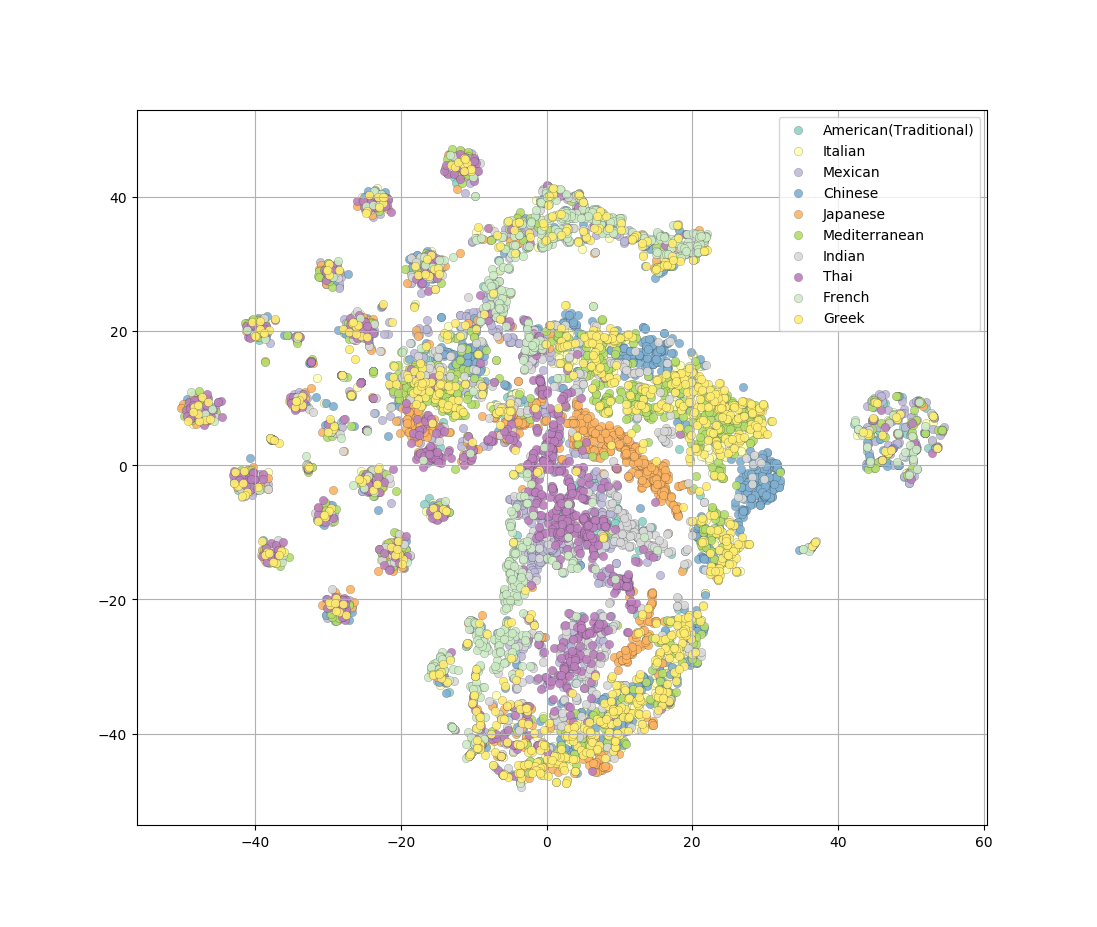 American(Traditional)
Italian
Mexican
Chinese
Japanese
Mediterranean
Indian
Thai
French
Greek
40
20
0
−20
−40
−40 −20 0 20 40 60